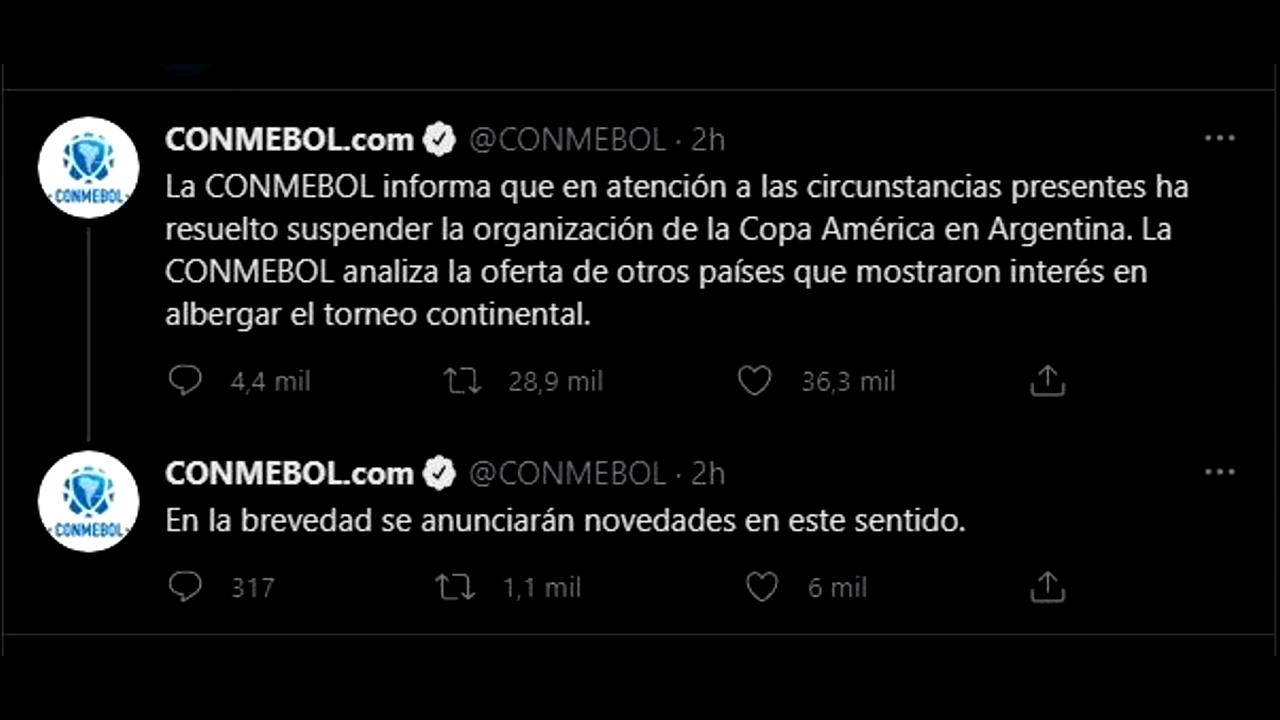 CONMEBOL.com @CONMEBOL · 2h
La CONMEBOL informa que en atención a las circunstancias presentes ha
resuelto suspender la organización de la Copa América en Argentina. La
CONMEBOL analiza la oferta de otros países que mostraron interés en
albergar el torneo continental.
4,4 mil 28,9 mil 36,3 mil
CONMEBOL
CONMEBOL.com @CONMEBOL · 2h
En la brevedad se anunciarán novedades en este sentido.
317 1,1 mil 6 mil
CONMEBOL